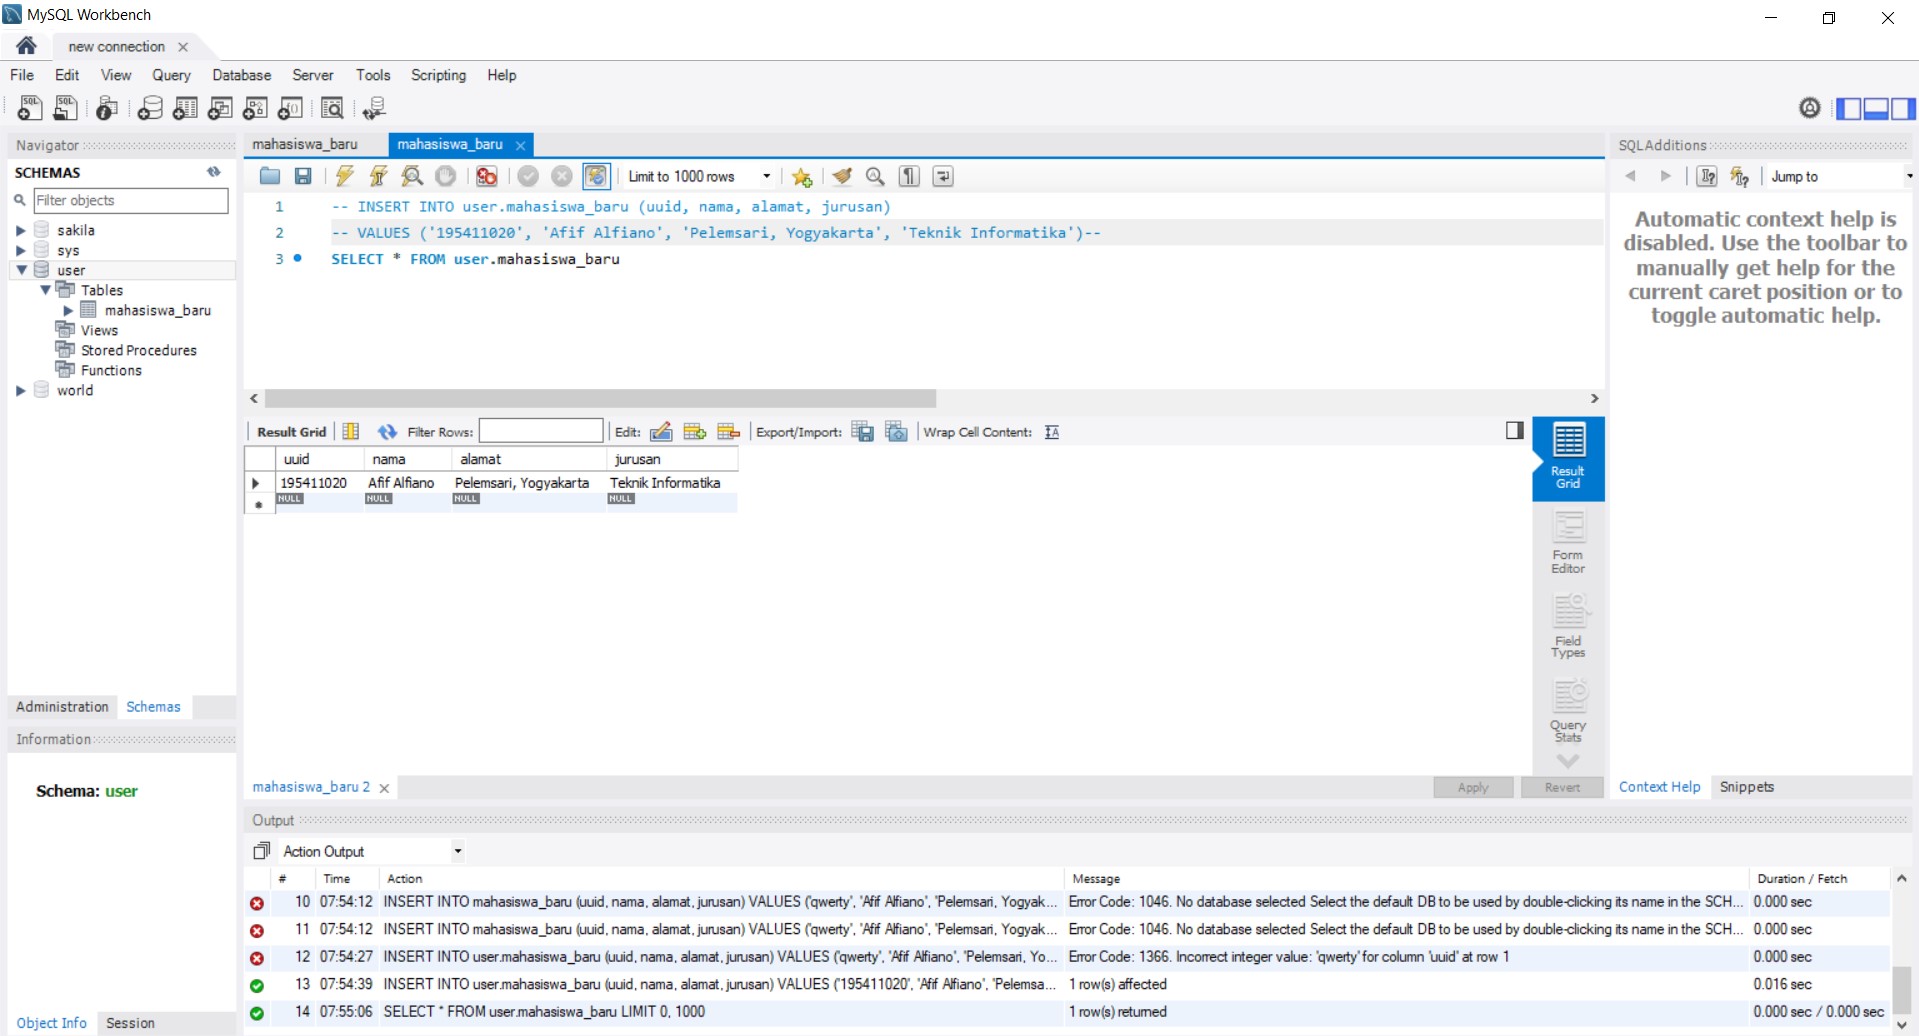 MySQL Workbench
new connection
File Edit View Query Database Server Tools Scripting Help
Navigator
SCHEMAS
Filter objects
sakila
sys
user
Tables
mahasiswa_baru
Views
Stored Procedures
Functions
world
Administration Schemas
Information
Schema: user
Object Info Session
mahasiswa_baru mahasiswa_baru
Limit to 1000 rows
1 -- INSERT INTO user.mahasiswa_baru (uuid, nama, alamat, jurusan)
2 -- VALUES ('195411020', 'Afif Alfiano', 'Pelemsari, Yogyakarta', 'Teknik Informatika')--
3 SELECT * FROM user.mahasiswa_baru
Result Grid Filter Rows: Edit: Export/Import: Wrap Cell Content:
uuid nama alamat jurusan
195411020 Afif Alfiano Pelemsari, Yogyakarta Teknik Informatika
NULL NULL NULL NULL
Result
Grid
Form
Editor
Field
Types
Query
Stats
mahasiswa_baru 2
Apply Revert
SQLAdditions
Jump to
Automatic context help is
disabled. Use the toolbar to
manually get help for the
current caret position or to
toggle automatic help.
Context Help Snippets
Output
Action Output
# Time Action Message Duration / Fetch
10 07:54:12 INSERT INTO mahasiswa_baru (uuid, nama, alamat, jurusan) VALUES ('qwerty', 'Afif Alfiano', 'Pelemsari, Yogyak... Error Code: 1046. No database selected Select the default DB to be used by double-clicking its name in the SCH... 0.000 sec
11 07:54:12 INSERT INTO mahasiswa_baru (uuid, nama, alamat, jurusan) VALUES ('qwerty', 'Afif Alfiano', 'Pelemsari, Yogyak... Error Code: 1046. No database selected Select the default DB to be used by double-clicking its name in the SCH... 0.000 sec
12 07:54:27 INSERT INTO user.mahasiswa_baru (uuid, nama, alamat, jurusan) VALUES ('qwerty', 'Afif Alfiano', 'Pelemsari, Yo... Error Code: 1366. Incorrect integer value: 'qwerty' for column 'uuid' at row 1 0.000 sec
13 07:54:39 INSERT INTO user.mahasiswa_baru (uuid, nama, alamat, jurusan) VALUES ('195411020', 'Afif Alfiano', 'Pelemsa... 1 row(s) affected 0.016 sec
14 07:55:06 SELECT * FROM user.mahasiswa_baru LIMIT 0, 1000 1 row(s) returned 0.000 sec / 0.000 sec